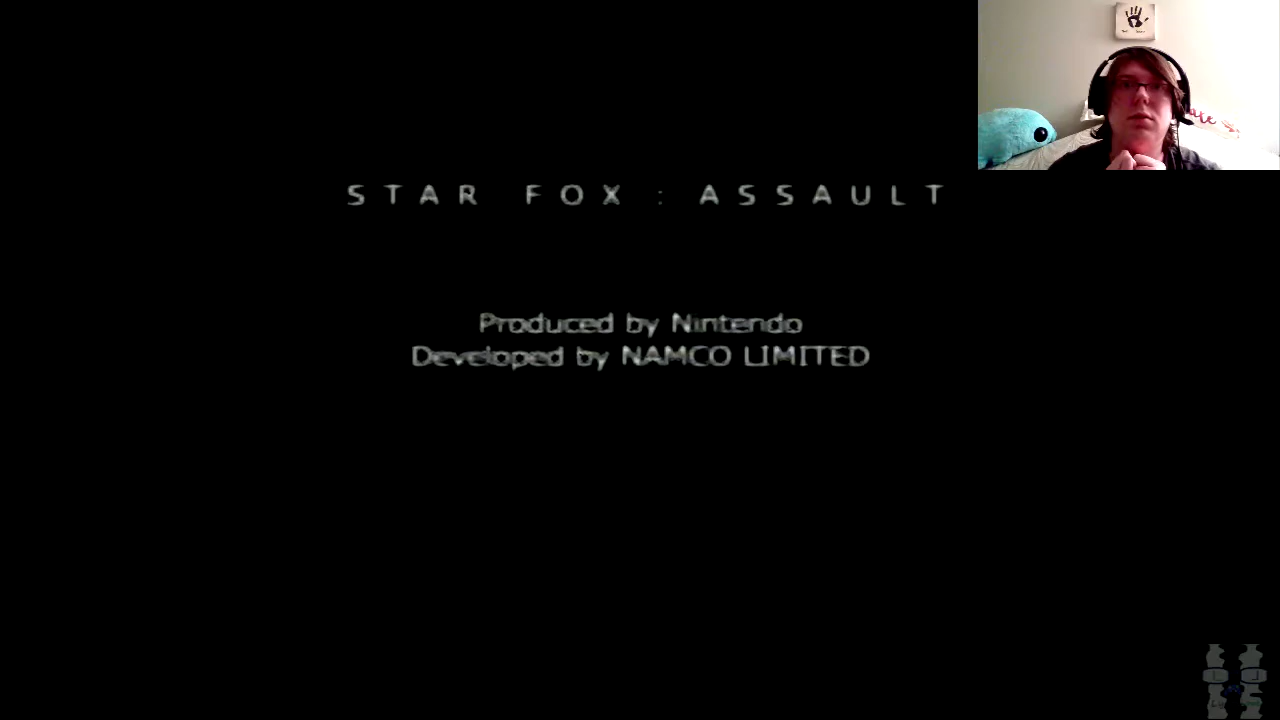 STAR FOX : ASSAULT
Produced by Nintendo
Developed by NAMCO LIMITED